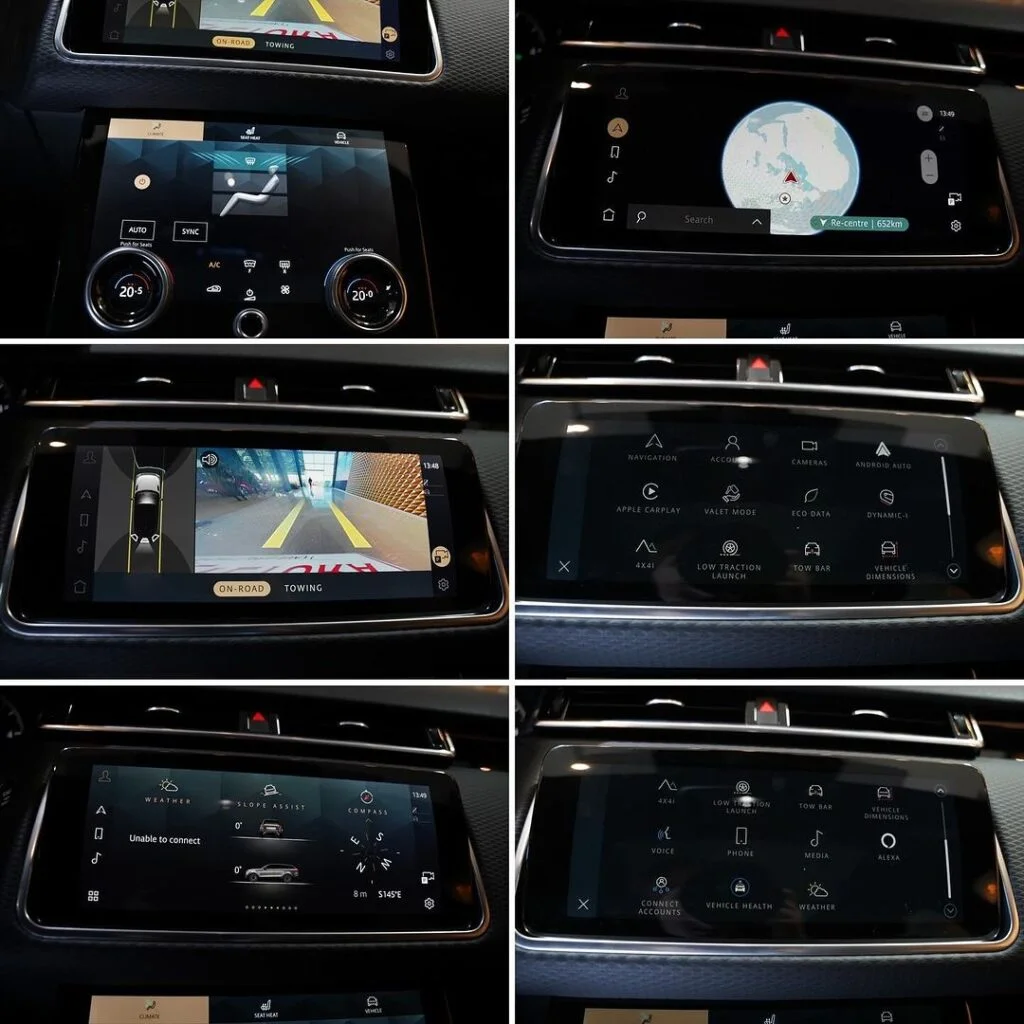 ON-ROAD TOWING
CLIMATE SEAT HEAT VEHICLE
AUTO SYNC
Push for Seats Push for Seats
A/C F R
20·5 20·0
13:49
+
−
Search
Re-centre | 652km
VEHICLE
13:48
ON-ROAD TOWING
NAVIGATION CAMERAS ANDROID AUTO
APPLE CARPLAY VALET MODE ECO DATA DYNAMIC-i
4X4i LOW TRACTION TOW BAR VEHICLE
LAUNCH DIMENSIONS
WEATHER SLOPE ASSIST COMPASS
13:49
Unable to connect
0°
0°
E S
N W
8 m S145°E
CLIMATE SEAT HEAT VEHICLE
4X4i LOW TRACTION TOW BAR VEHICLE
LAUNCH DIMENSIONS
VOICE PHONE MEDIA ALEXA
CONNECT VEHICLE HEALTH WEATHER
ACCOUNTS